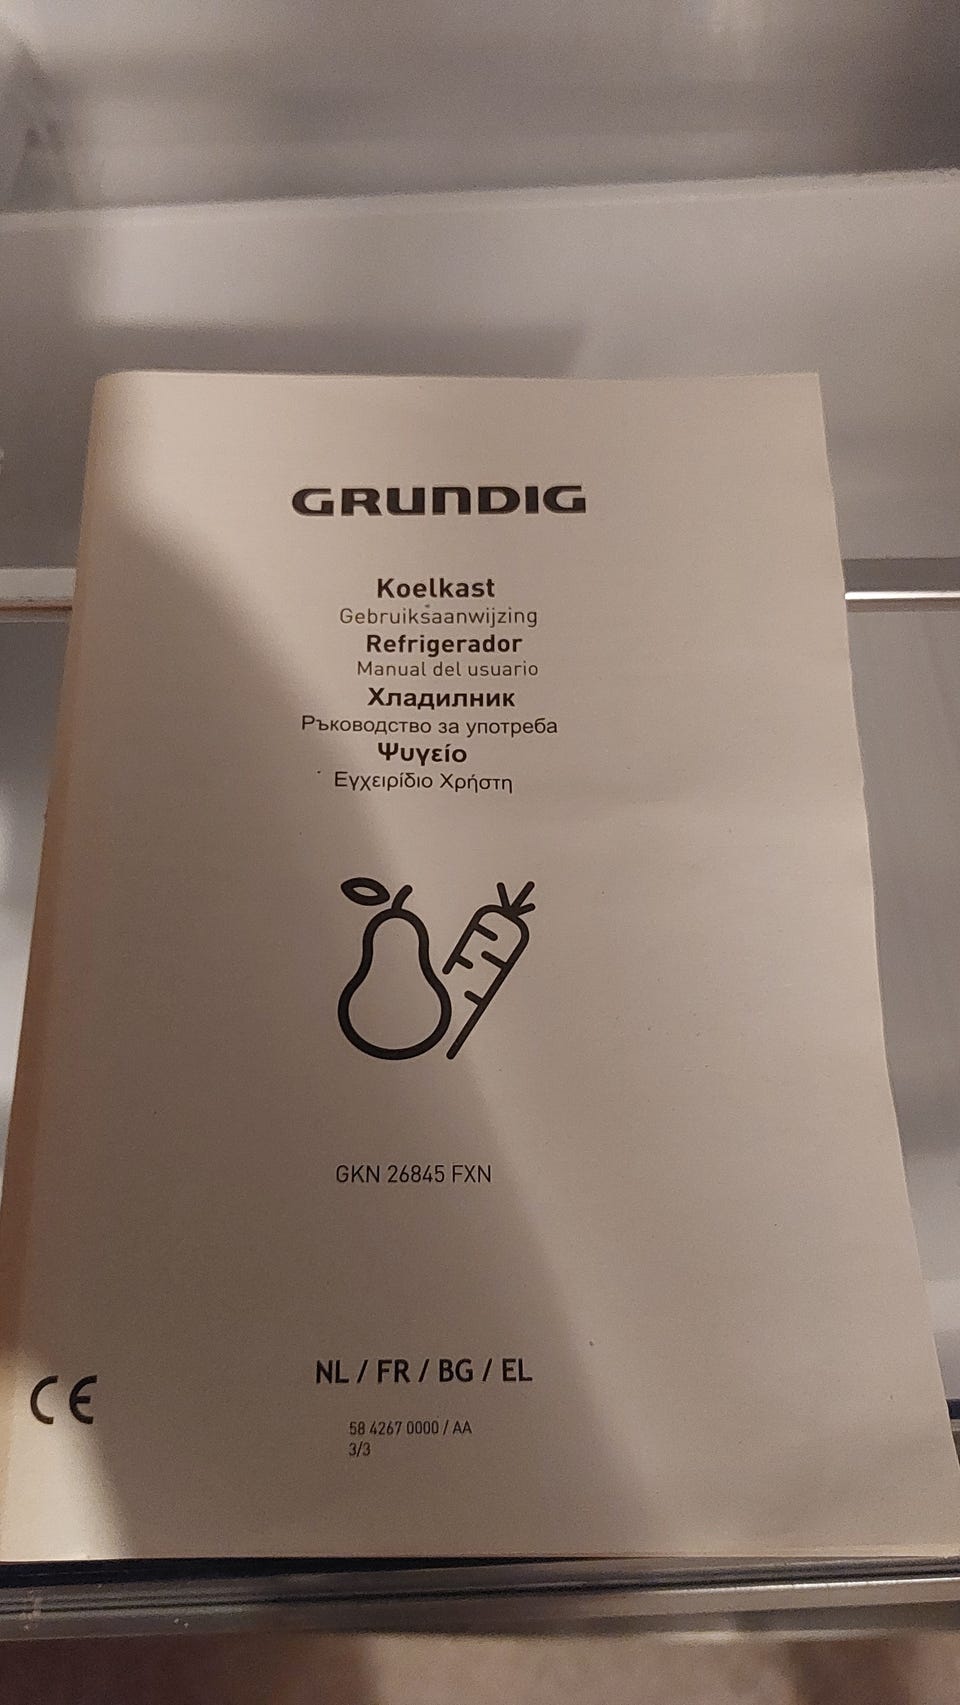 GRUNDIG
Koelkast
Gebruiksaanwijzing
Refrigerador
Manual del usuario
Хладилник
Ръководство за употреба
Ψυγείο
Εγχειρίδιο Χρήστη
GKN 26845 FXN
NL / FR / BG / EL
CE
58 4267 0000 / AA
3/3